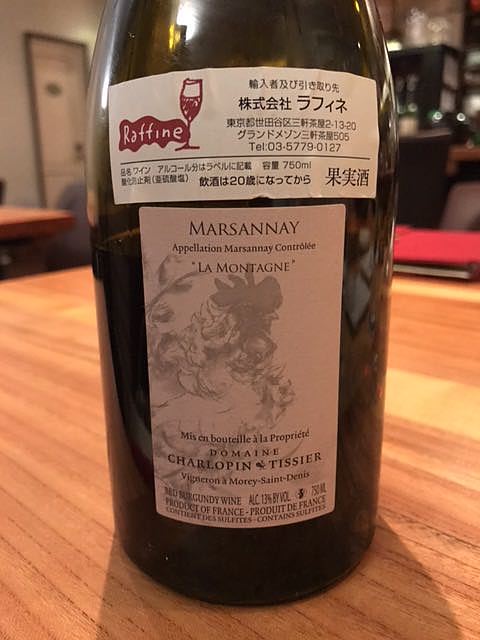 Raffine
輸入者及び引き取り先
株式会社 ラフィネ
東京都世田谷区三軒茶屋2-13-20
グランドメゾン三軒茶屋505
Tel:03-5779-0127
品名 ワイン アルコール分はラベルに記載 容量 750ml
酸化防止剤(亜硫酸塩) 飲酒は20歳になってから 果実酒
MARSANNAY
Appellation Marsannay Contrôlée
"LA MONTAGNE"
Mis en bouteille à la Propriété
DOMAINE
CHARLOPIN TISSIER
Vigneron à Morey-Saint-Denis
RED BURGUNDY WINE ALC. 13% BY VOL. 750 ML
PRODUCT OF FRANCE - PRODUIT DE FRANCE
CONTIENT DES SULFITES - CONTAINS SULFITES